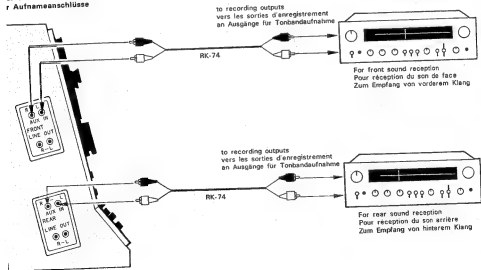 r Aufnameanschlüsse
to recording outputs
vers les sorties d'enregistrement
an Ausgänge für Tonbandaufnahme
RK-74
For front sound reception
Pour réception du son de face
Zum Empfang von vorderem Klang
R L
AUX IN
FRONT
LINE OUT
R-L
to recording outputs
vers les sorties d'enregistrement
an Ausgänge für Tonbandaufnahme
RK-74
For rear sound reception
Pour réception du son arrière
Zum Empfang von hinterem Klang
R L
AUX IN
REAR
LINE OUT
R-L